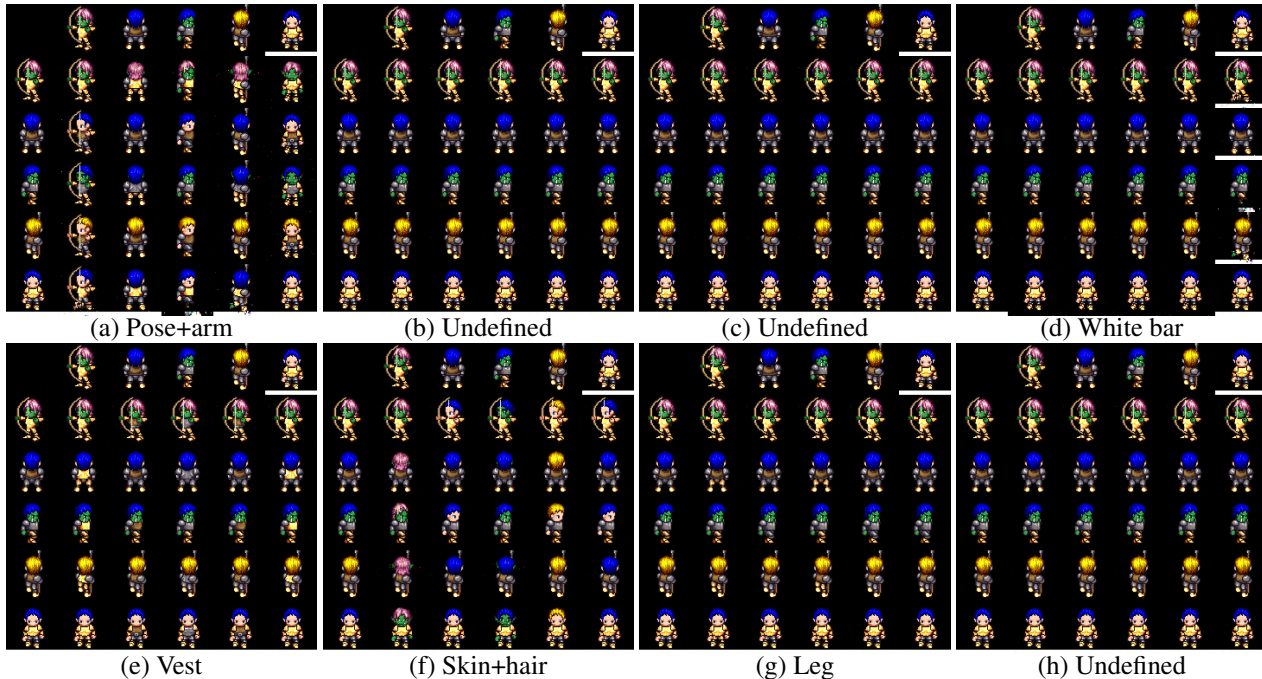 (a) Pose+arm
(b) Undefined
(c) Undefined
(d) White bar
(e) Vest
(f) Skin+hair
(g) Leg
(h) Undefined